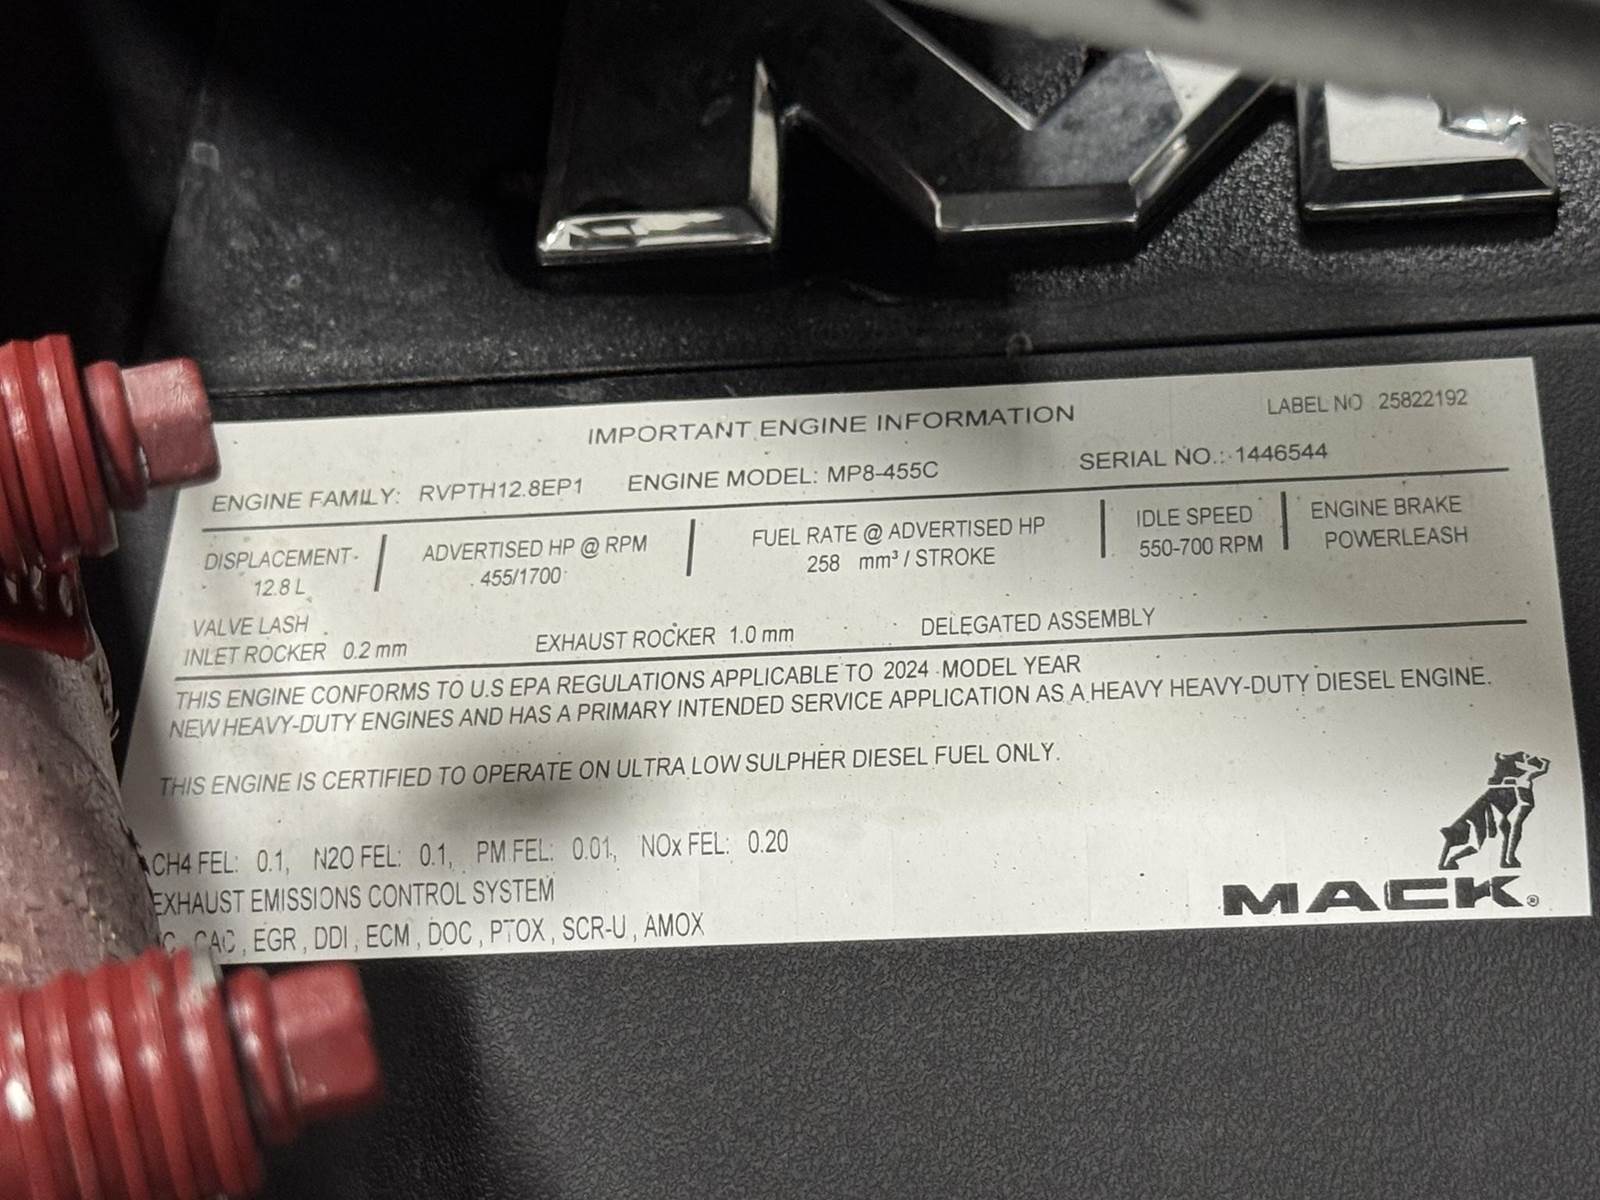 IMPORTANT ENGINE INFORMATION
LABEL NO 25822192
ENGINE FAMILY: RVPTH12.8EP1 ENGINE MODEL: MP8-455C SERIAL NO.: 1446544
DISPLACEMENT
12.8 L
ADVERTISED HP @ RPM
455/1700
FUEL RATE @ ADVERTISED HP
258 mm³ / STROKE
IDLE SPEED
550-700 RPM
ENGINE BRAKE
POWERLEASH
VALVE LASH
INLET ROCKER 0.2 mm EXHAUST ROCKER 1.0 mm DELEGATED ASSEMBLY
THIS ENGINE CONFORMS TO U.S EPA REGULATIONS APPLICABLE TO 2024 MODEL YEAR
NEW HEAVY-DUTY ENGINES AND HAS A PRIMARY INTENDED SERVICE APPLICATION AS A HEAVY HEAVY-DUTY DIESEL ENGINE.
THIS ENGINE IS CERTIFIED TO OPERATE ON ULTRA LOW SULPHER DIESEL FUEL ONLY.
CH4 FEL: 0.1, N2O FEL: 0.1, PM FEL: 0.01, NOx FEL: 0.20
EXHAUST EMISSIONS CONTROL SYSTEM
CAC, EGR, DDI, ECM, DOC, PTOX, SCR-U, AMOX
MACK®